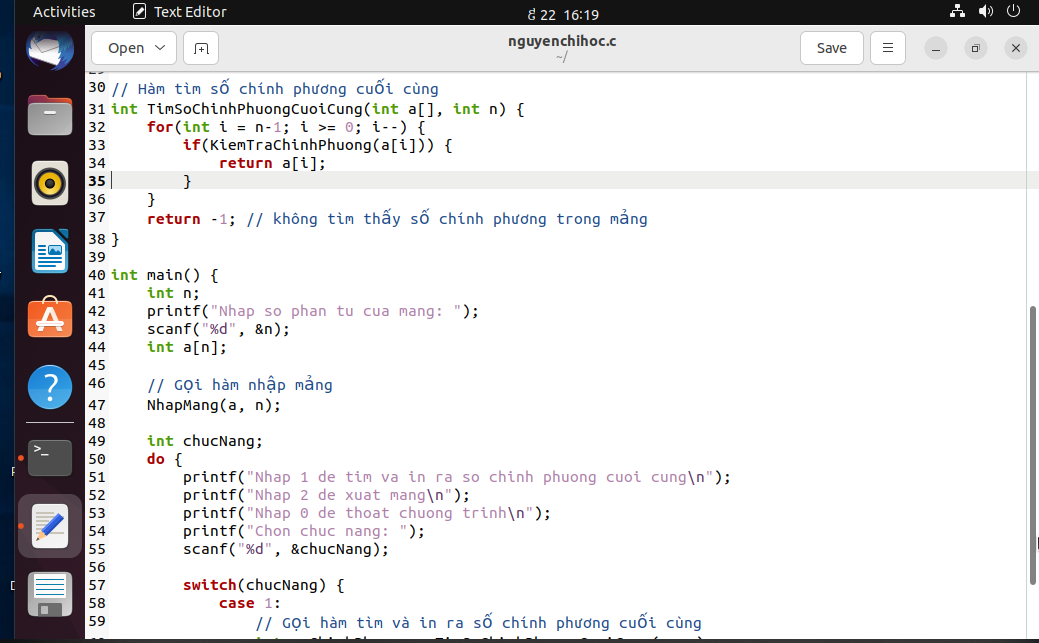 Activities Text Editor ຕໍ 22 16:19
Open nguyenchihoc.c Save
~/
29
30 // Hàm tìm số chính phương cuối cùng
31 int TimSoChinhPhuongCuoiCung(int a[], int n) {
32 for(int i = n-1; i >= 0; i--) {
33 if(KiemTraChinhPhuong(a[i])) {
34 return a[i];
35 }
36 }
37 return -1; // không tìm thấy số chính phương trong mảng
38 }
39
40 int main() {
41 int n;
42 printf("Nhap so phan tu cua mang: ");
43 scanf("%d", &n);
44 int a[n];
45
46 // Gọi hàm nhập mảng
47 NhapMang(a, n);
48
49 int chucNang;
50 do {
51 printf("Nhap 1 de tim va in ra so chinh phuong cuoi cung\n");
52 printf("Nhap 2 de xuat mang\n");
53 printf("Nhap 0 de thoat chuong trinh\n");
54 printf("Chon chuc nang: ");
55 scanf("%d", &chucNang);
56
57 switch(chucNang) {
58 case 1:
59 // Gọi hàm tìm và in ra số chính phương cuối cùng